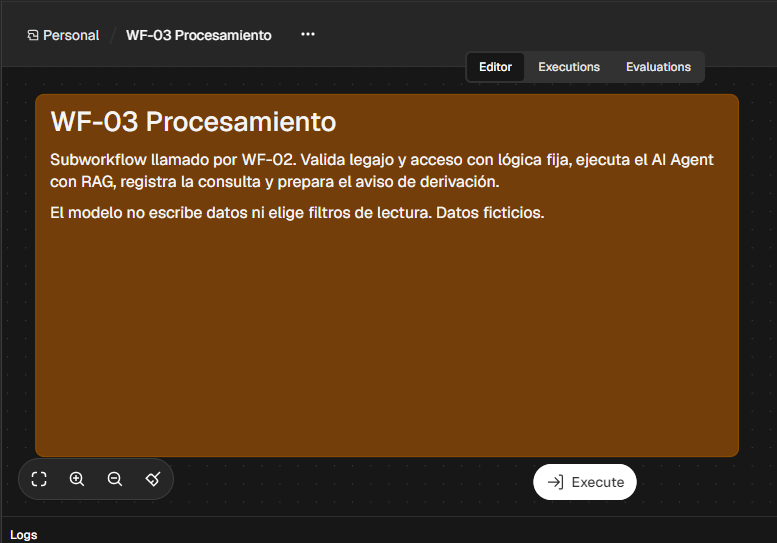 Personal / WF-03 Procesamiento ...
Editor Executions Evaluations
WF-03 Procesamiento
Subworkflow llamado por WF-02. Valida legajo y acceso con lógica fija, ejecuta el AI Agent
con RAG, registra la consulta y prepara el aviso de derivación.
El modelo no escribe datos ni elige filtros de lectura. Datos ficticios.
Execute
Logs